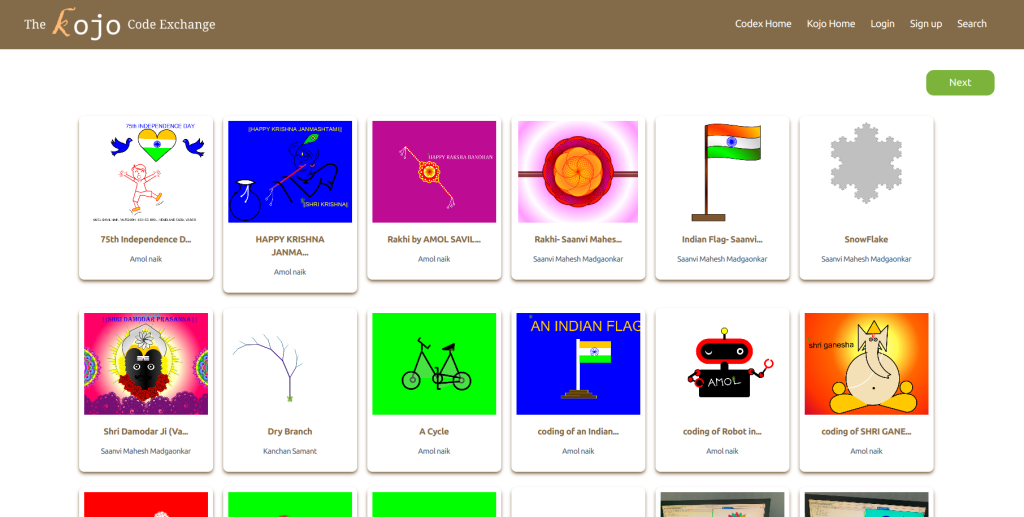 The Kojo Code Exchange
Codex Home Kojo Home Login Sign up Search
Next
75th INDEPENDENCE DAY
75th Independence D...
Amol naik
||HAPPY KRISHNA JANMASHTAMI||
||SHRI KRISHNA||
HAPPY KRISHNA
JANMA...
Amol naik
HAPPY RAKSHA BANDHAN
Rakhi by AMOL SAVIL...
Amol naik
Rakhi- Saanvi Mahes...
Saanvi Mahesh Madgaonkar
Indian Flag- Saanvi...
Saanvi Mahesh Madgaonkar
SnowFlake
Saanvi Mahesh Madgaonkar
||SHRI DAMODAR PRASANNA||
Shri Damodar Ji (Va...
Saanvi Mahesh Madgaonkar
Dry Branch
Kanchan Samant
A Cycle
Amol naik
AN INDIAN FLAG
coding of an Indian...
Amol naik
AMOL
coding of Robot in...
Amol naik
shri ganesha
coding of SHRI GANE...
Amol naik